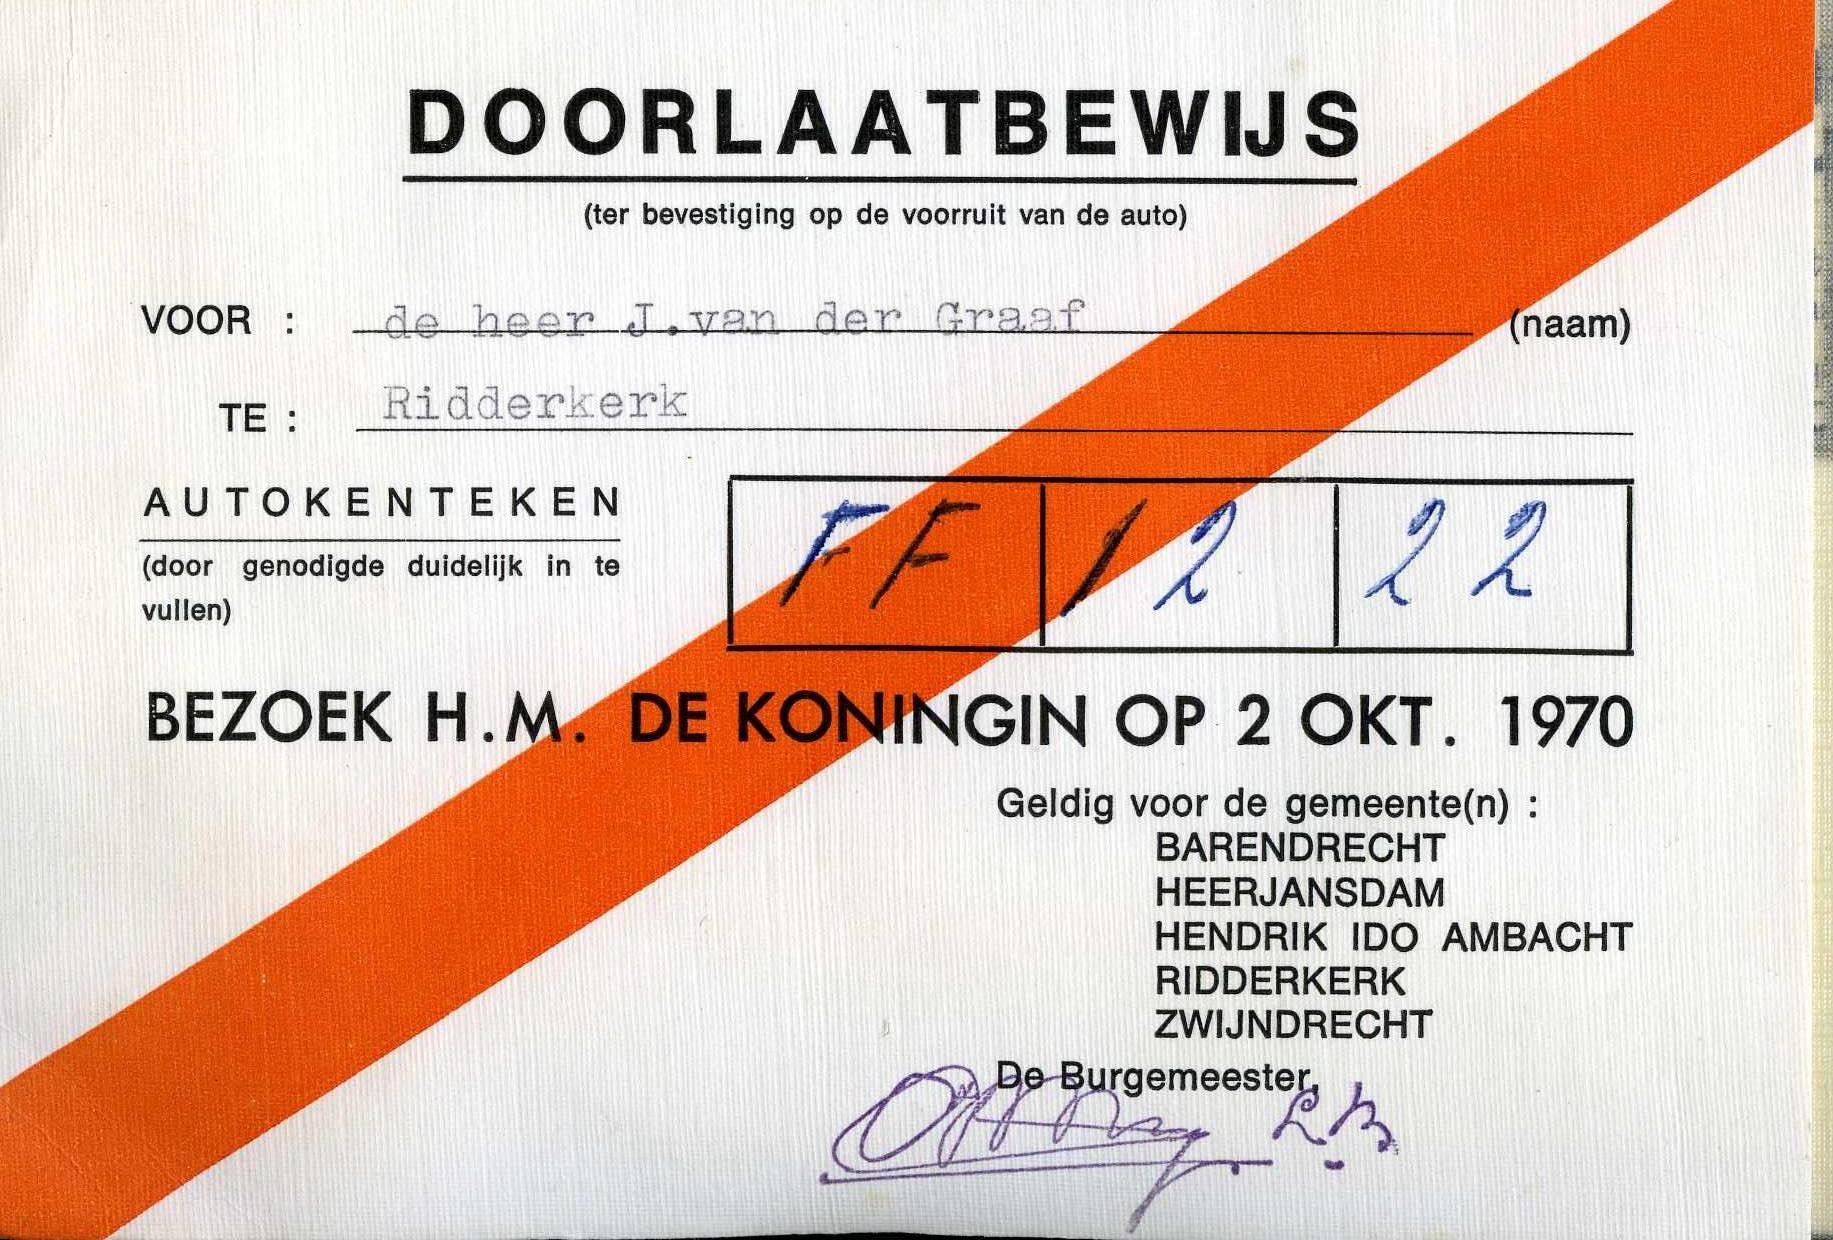 DOORLAATBEWIJS
(ter bevestiging op de voorruit van de auto)
VOOR : de heer J.van der Graaf (naam)
TE : Ridderkerk
AUTOKENTEKEN
(door genodigde duidelijk in te
vullen)
FF 12 22
BEZOEK H.M. DE KONINGIN OP 2 OKT. 1970
Geldig voor de gemeente(n) :
BARENDRECHT
HEERJANSDAM
HENDRIK IDO AMBACHT
RIDDERKERK
ZWIJNDRECHT
De Burgemeester,